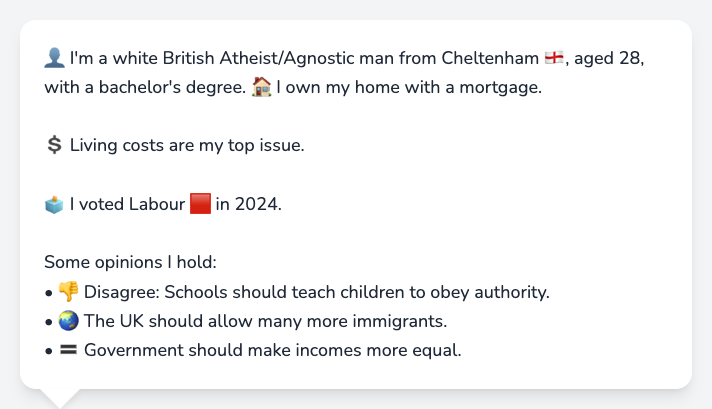 👤 I'm a white British Atheist/Agnostic man from Cheltenham 🏴󠁧󠁢󠁥󠁮󠁧󠁿, aged 28,
with a bachelor's degree. 🏠 I own my home with a mortgage.
💲 Living costs are my top issue.
🗳️ I voted Labour 🟥 in 2024.
Some opinions I hold:
• 👎 Disagree: Schools should teach children to obey authority.
• 🌏 The UK should allow many more immigrants.
• 🟰 Government should make incomes more equal.